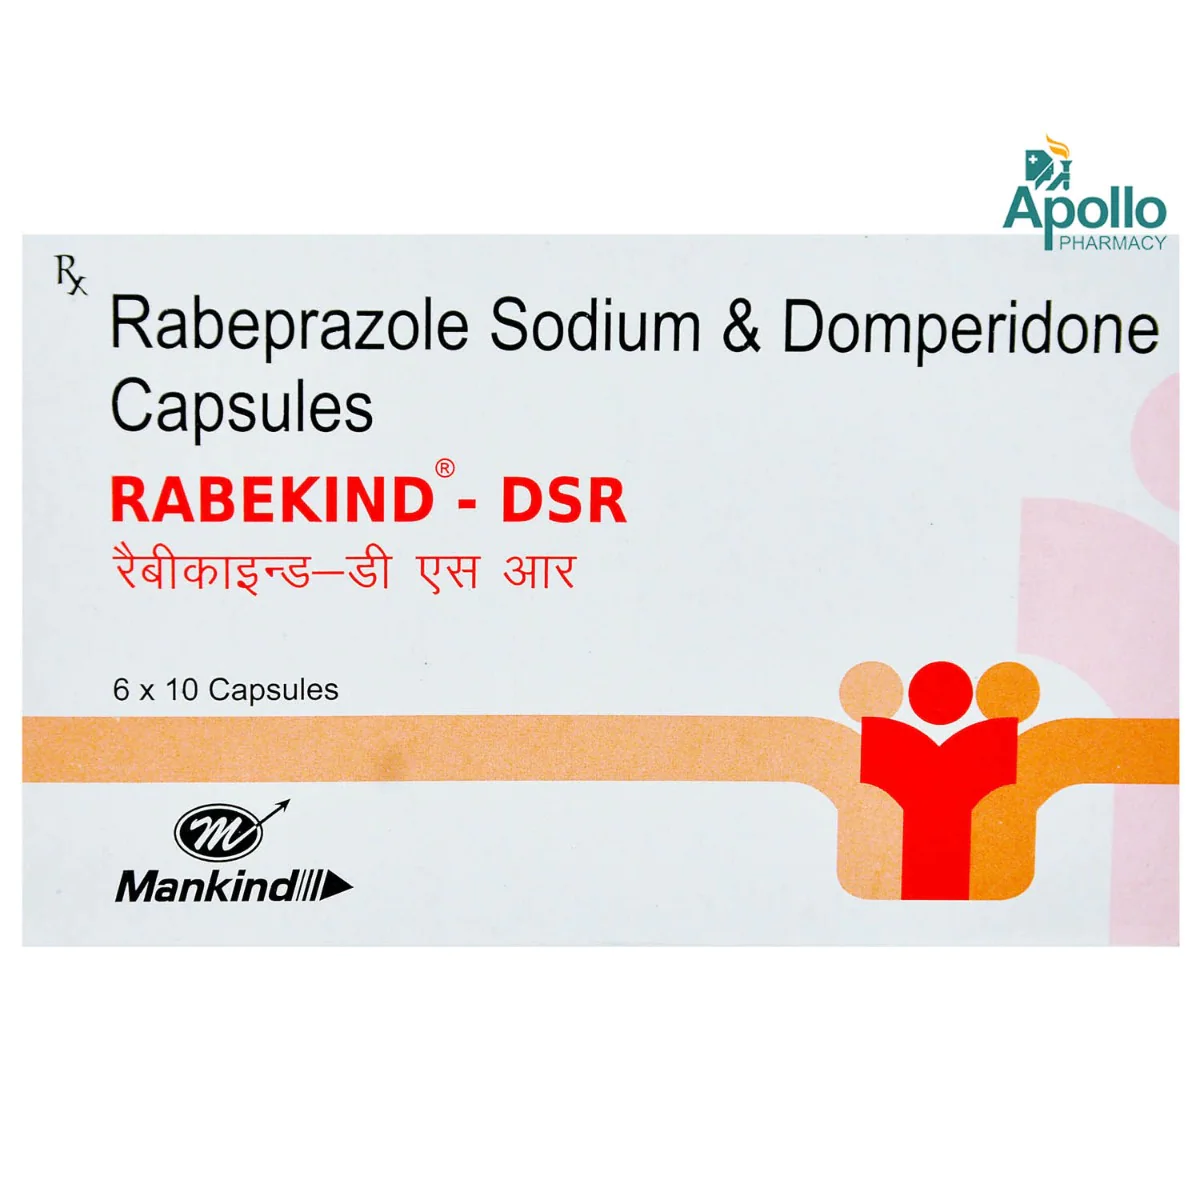 Apollo
PHARMACY
Rx
Rabeprazole Sodium & Domperidone
Capsules
RABEKIND® - DSR
रैबीकाइन्ड–डी एस आर
6 x 10 Capsules
m
Mankind